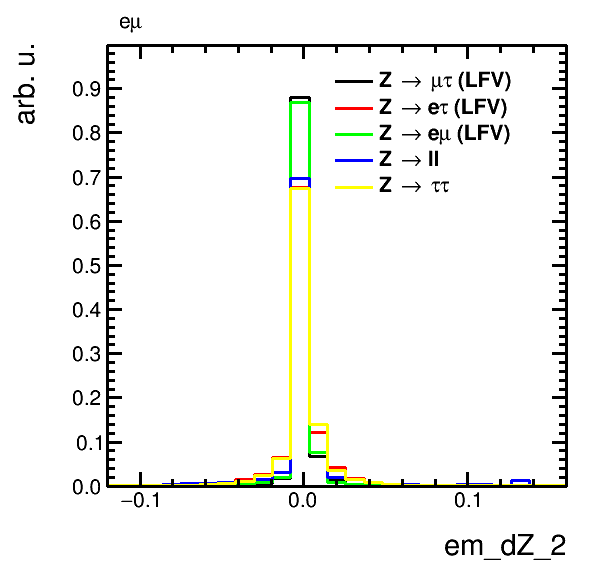 eμ
arb. u.
Z → μτ (LFV)
Z → eτ (LFV)
Z → eμ (LFV)
Z → ll
Z → ττ
0.9
0.8
0.7
0.6
0.5
0.4
0.3
0.2
0.1
0.0
−0.1 0.0 0.1
em_dZ_2